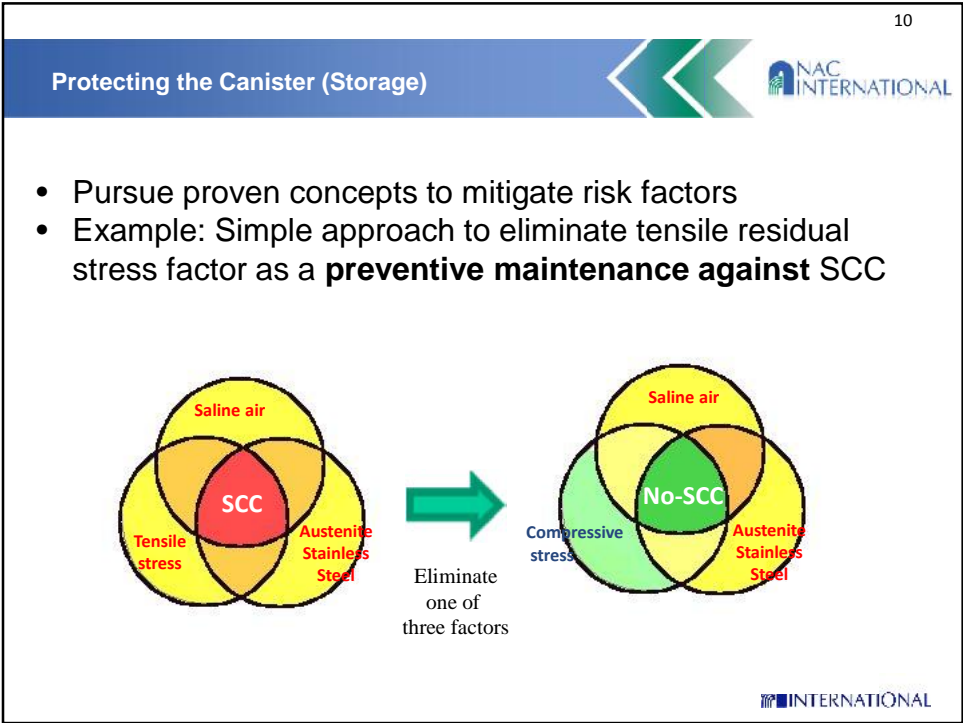 10
Protecting the Canister (Storage)
NAC
INTERNATIONAL
• Pursue proven concepts to mitigate risk factors
• Example: Simple approach to eliminate tensile residual
stress factor as a preventive maintenance against SCC
Saline air
SCC
Tensile
stress
Austenite
Stainless
Steel
Eliminate
one of
three factors
Saline air
No-SCC
Compressive
stress
Austenite
Stainless
Steel
INTERNATIONAL